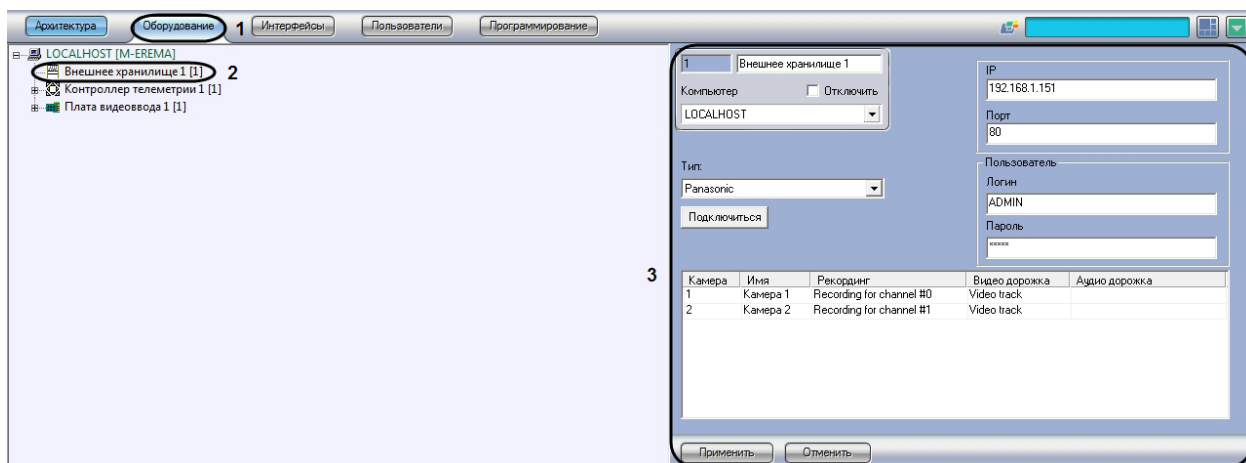 Архитектура Оборудование 1 Интерфейсы Пользователи Программирование
LOCALHOST [M-EREMA]
Внешнее хранилище 1 [1] 2
Контроллер телеметрии 1 [1]
Плата видеоввода 1 [1]
3
1 Внешнее хранилище 1
Компьютер Отключить
LOCALHOST
Тип:
Panasonic
Подключиться
IP
192.168.1.151
Порт
80
Пользователь
Логин
ADMIN
Пароль
*****
Камера Имя Рекординг Видео дорожка Аудио дорожка
1 Камера 1 Recording for channel #0 Video track
2 Камера 2 Recording for channel #1 Video track
Применить Отменить